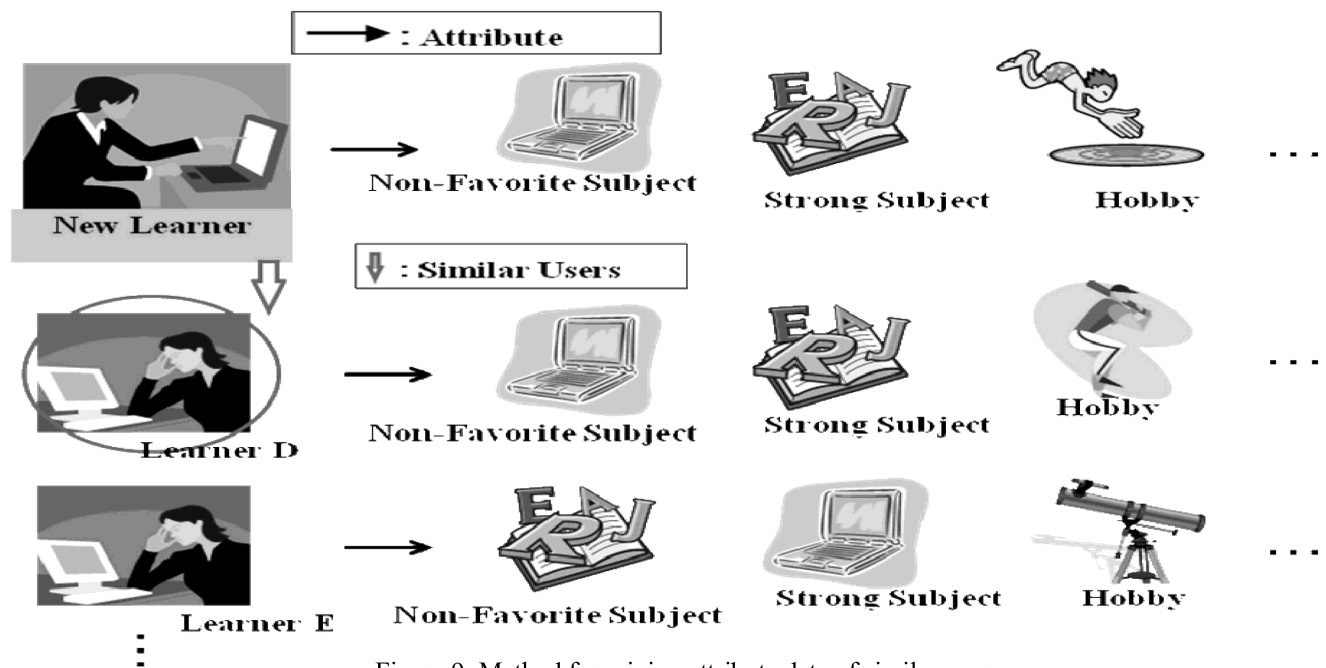 : Attribute
Non-Favorite Subject
Strong Subject
Hobby
. . .
New Learner
: Similar Users
Non-Favorite Subject
Strong Subject
Hobby
. . .
Learner D
Non-Favorite Subject
Strong Subject
Hobby
. . .
Learner E